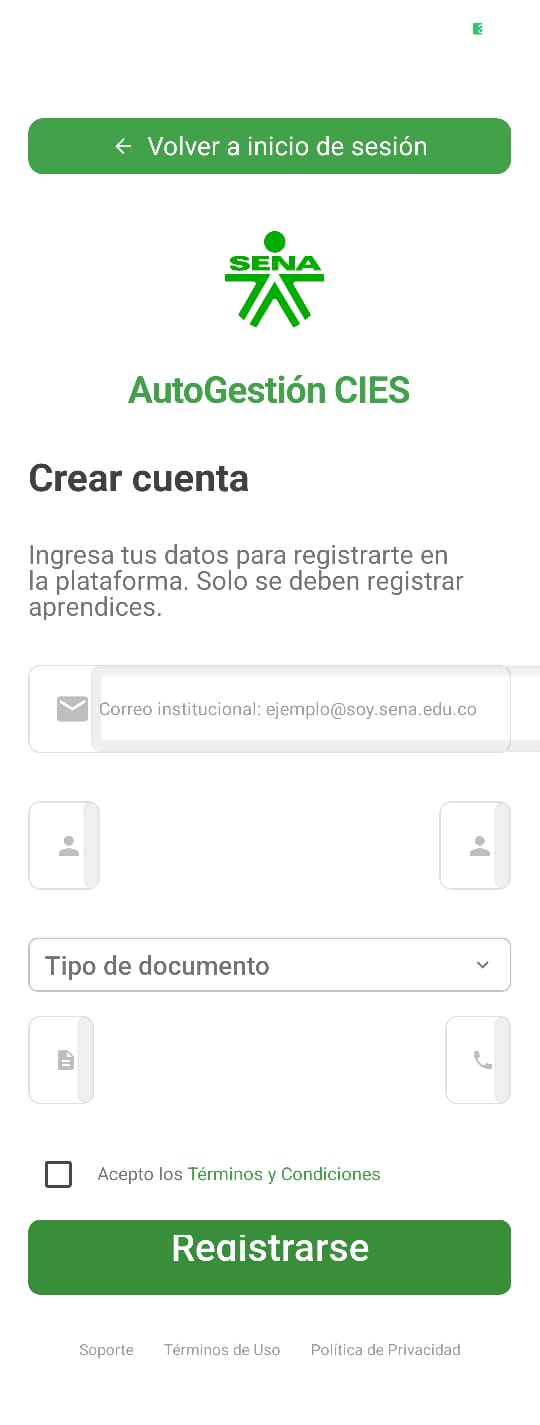 Volver a inicio de sesión
SENA
AutoGestión CIES
Crear cuenta
Ingresa tus datos para registrarte en
la plataforma. Solo se deben registrar
aprendices.
Correo institucional: ejemplo@soy.sena.edu.co
Tipo de documento
Acepto los Términos y Condiciones
Registrarse
Soporte Términos de Uso Política de Privacidad